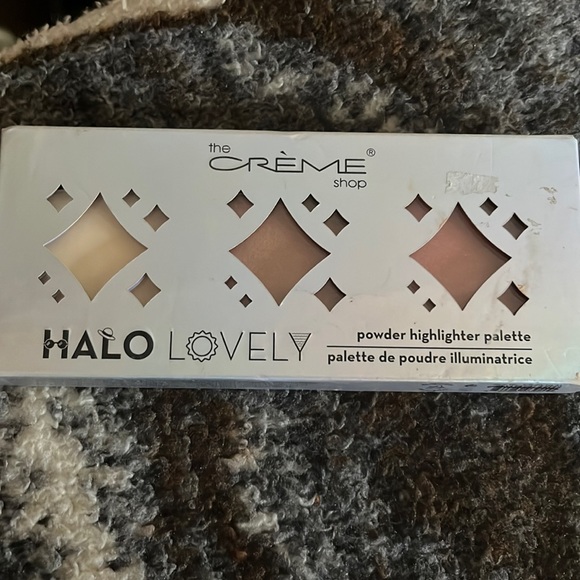 the
CRÈME®
shop
HALO LOVELY
powder highlighter palette
palette de poudre illuminatrice